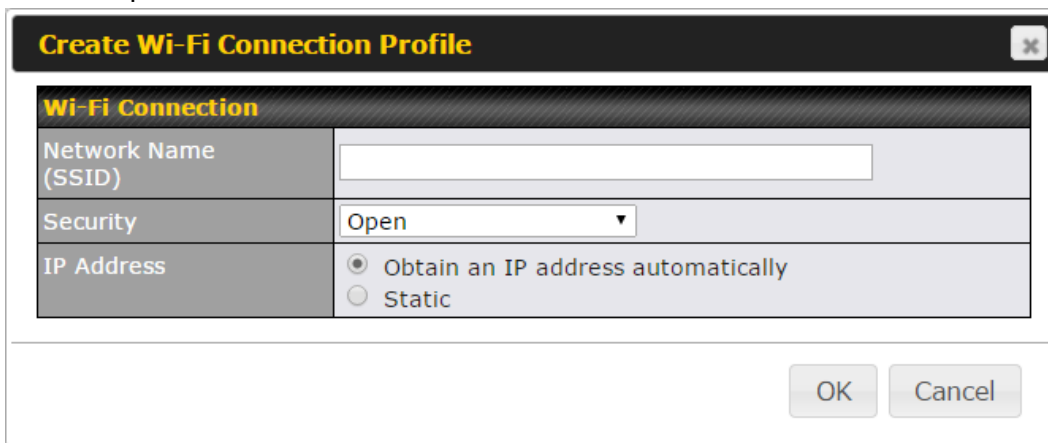 Create Wi-Fi Connection Profile
Wi-Fi Connection
Network Name
(SSID)
Security
Open
IP Address
Obtain an IP address automatically
Static
OK
Cancel